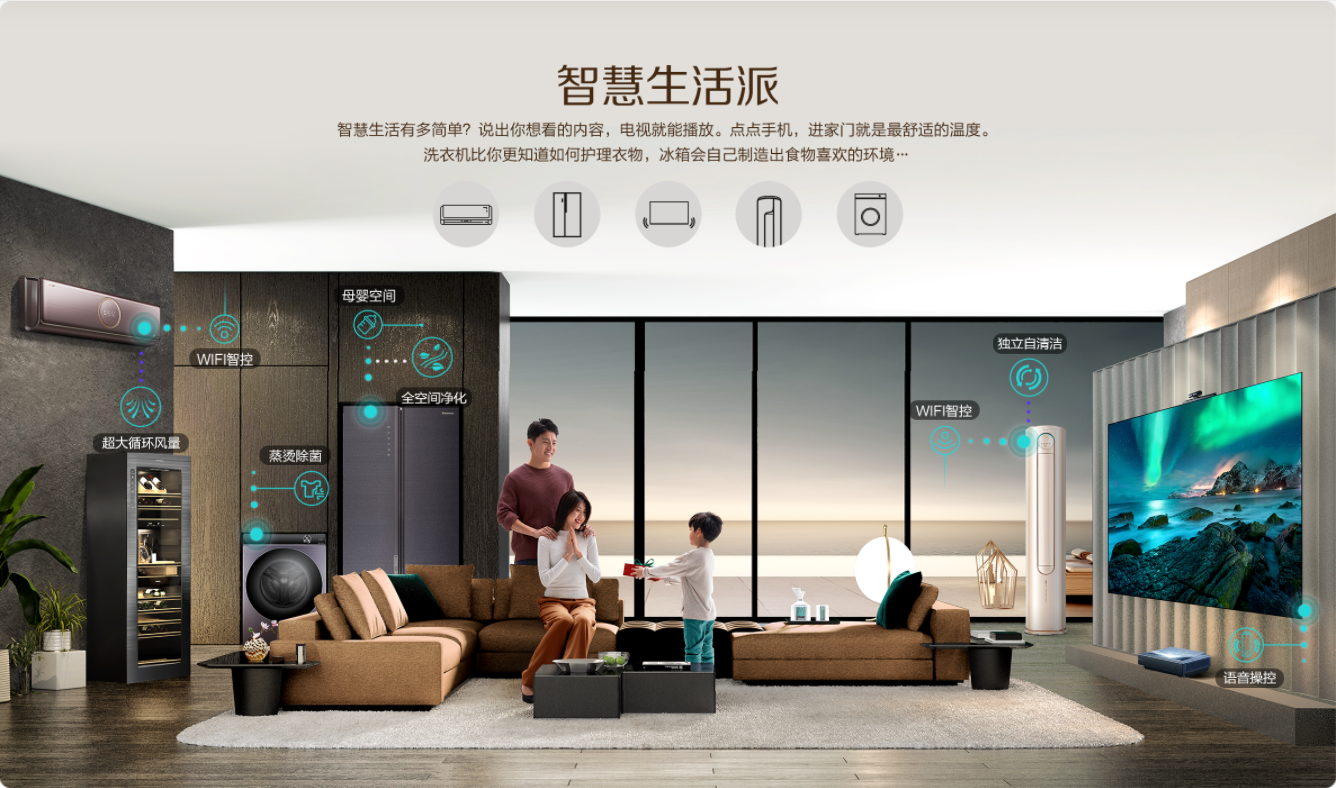 智慧生活派
智慧生活有多简单？说出你想看的内容，电视就能播放。点点手机，进家门就是最舒适的温度。
洗衣机比你更知道如何护理衣物，冰箱会自己制造出食物喜欢的环境…
母婴空间
WIFI智控
独立自清洁
全空间净化
WIFI智控
超大循环风量
蒸烫除菌
语音操控